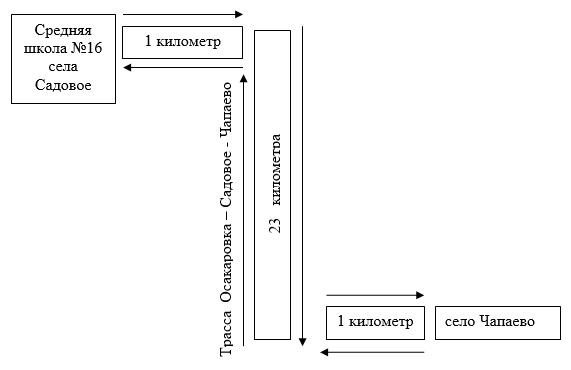 Средняя
школа №16
села
Садовое
1 километр
Трасса Осакаровка – Садовое - Чапаево
23 километра
1 километр
село Чапаево